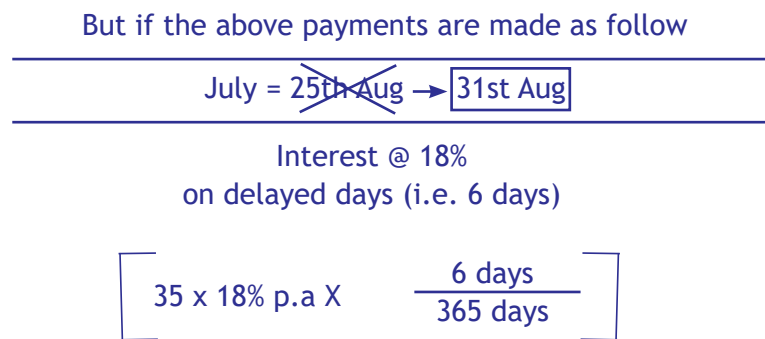 But if the above payments are made as follow
July = 25th Aug → 31st Aug
Interest @ 18%
on delayed days (i.e. 6 days)
35 x 18% p.a X
6 days
365 days